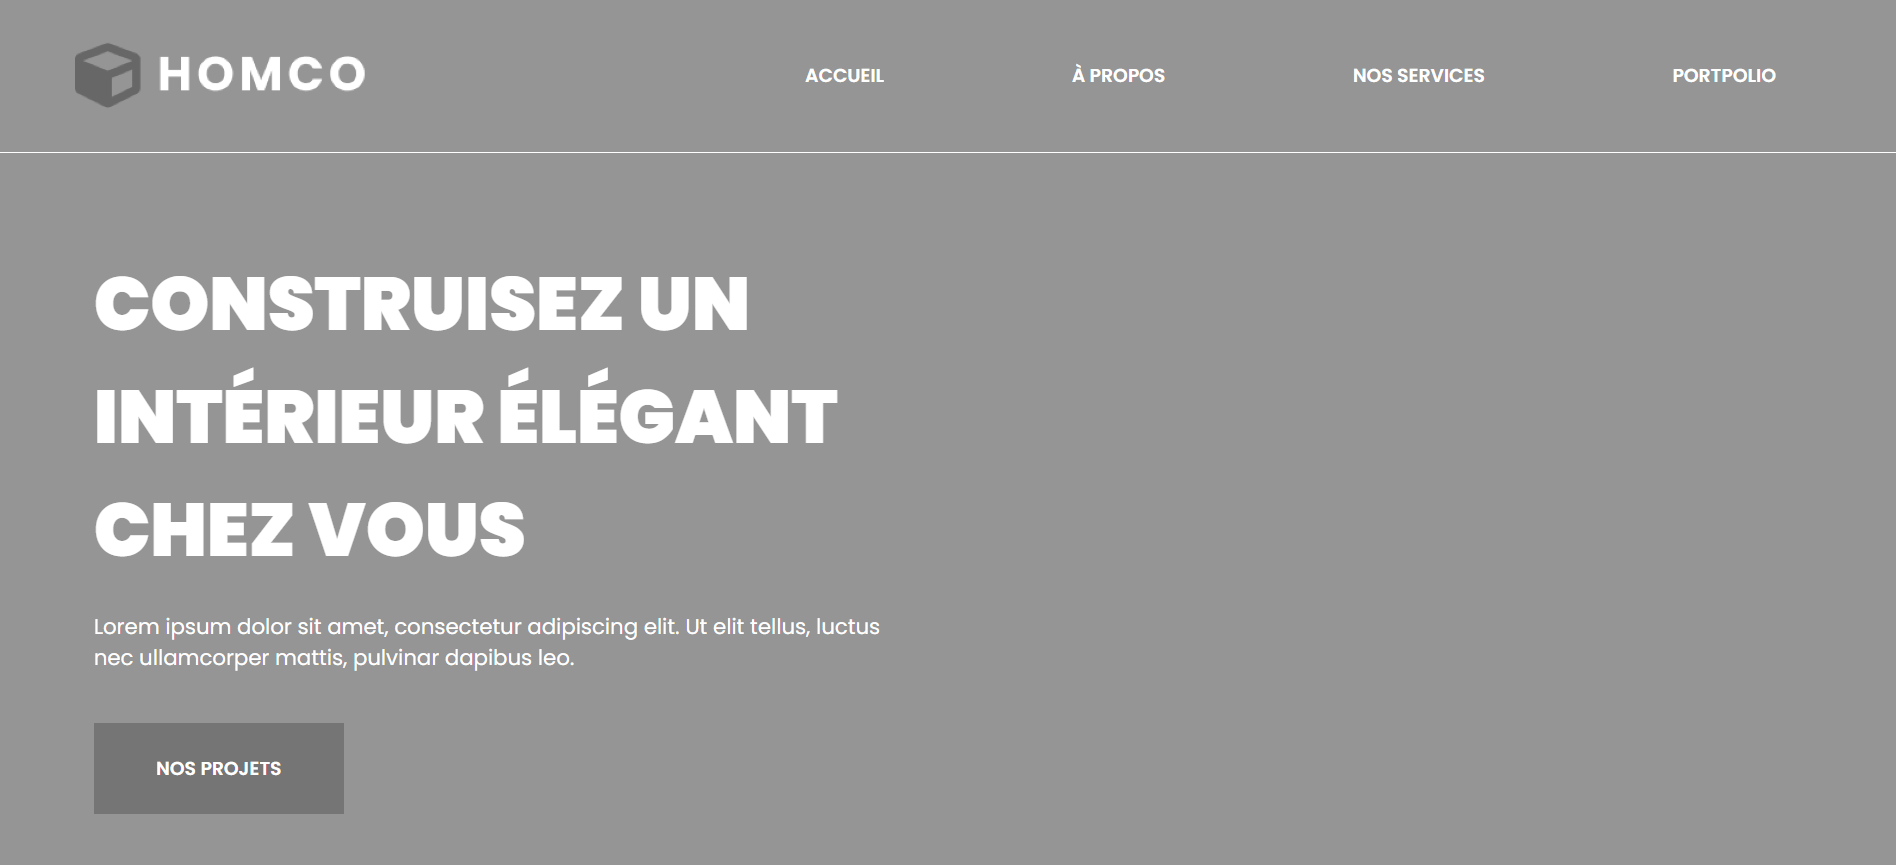 HOMCO
ACCUEIL
À PROPOS
NOS SERVICES
PORTPOLIO
CONSTRUISEZ UN
INTÉRIEUR ÉLÉGANT
CHEZ VOUS
Lorem ipsum dolor sit amet, consectetur adipiscing elit. Ut elit tellus, luctus
nec ullamcorper mattis, pulvinar dapibus leo.
NOS PROJETS